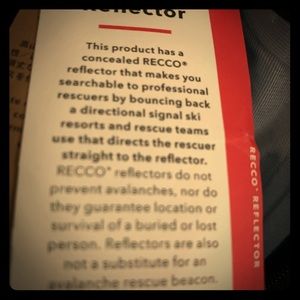 Reflector
This product has a
concealed RECCO®
reflector that makes you
searchable to professional
rescuers by bouncing back
a directional signal ski
resorts and rescue teams
use that directs the rescuer
straight to the reflector.
RECCO® reflectors do not
prevent avalanches, nor do
they guarantee location or
survival of a buried or lost
person. Reflectors are also
not a substitute for an
avalanche rescue beacon.
RECCO® REFLECTOR